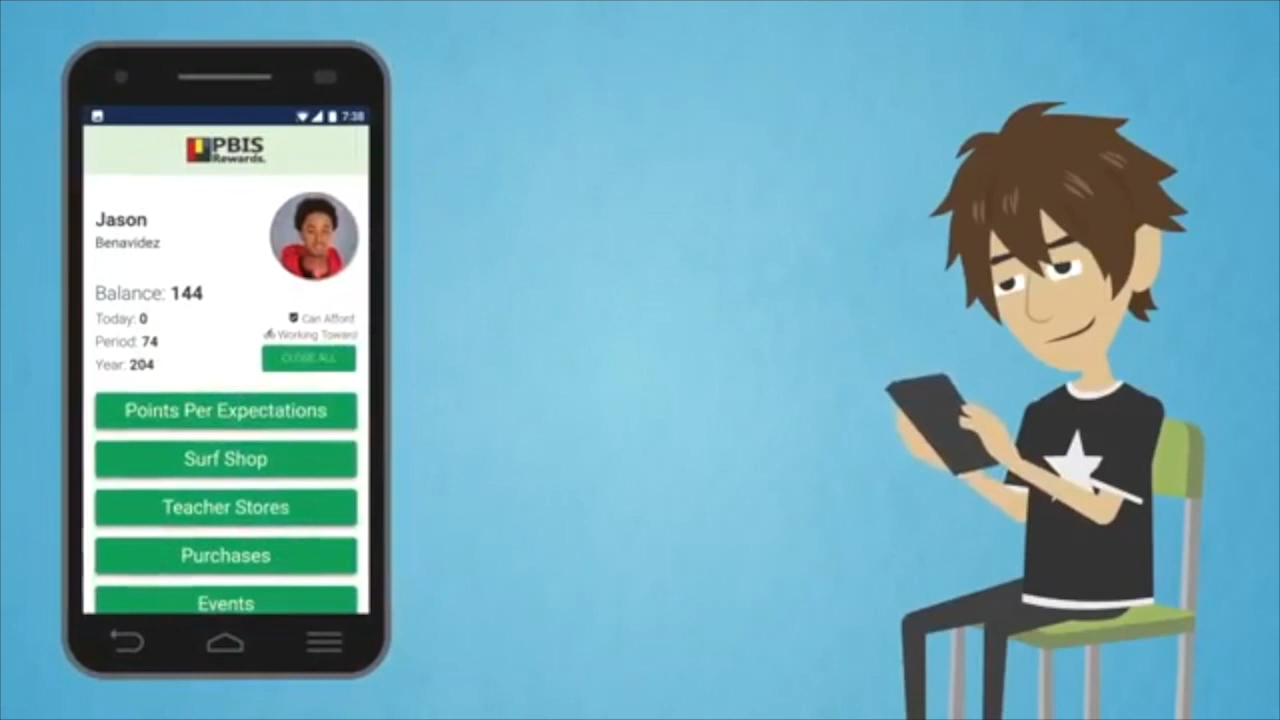 7:38
PBIS
Rewards.
Jason
Benavidez
Balance: 144
Today: 0
Can Afford
Period: 74
Working Toward
Year: 204
CLOSE ALL
Points Per Expectations
Surf Shop
Teacher Stores
Purchases
Events